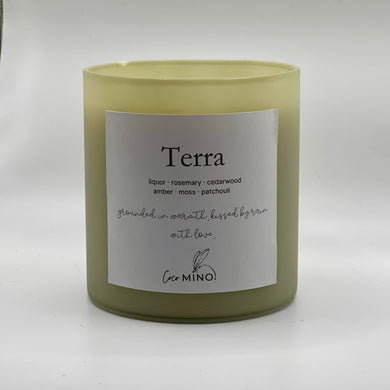 Terra
liquor · rosemary · cedarwood
amber · moss · patchouli
grounded in warmth, kissed by rain
with love,
Coco MINO